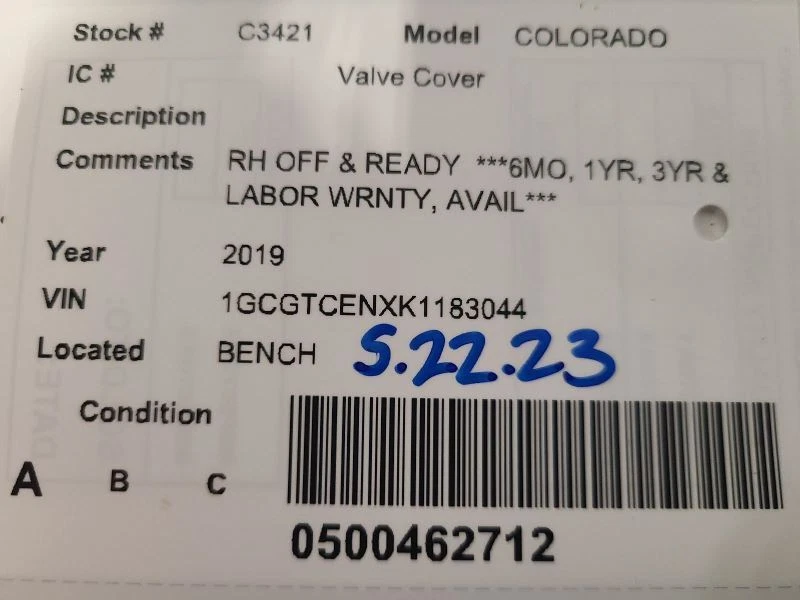 Stock # C3421 Model COLORADO
IC # Valve Cover
Description
Comments RH OFF & READY ***6MO, 1YR, 3YR &
LABOR WRNTY, AVAIL***
Year 2019
VIN 1GCGTCENXK1183044
Located BENCH 5.22.23
Condition
A B C
0500462712